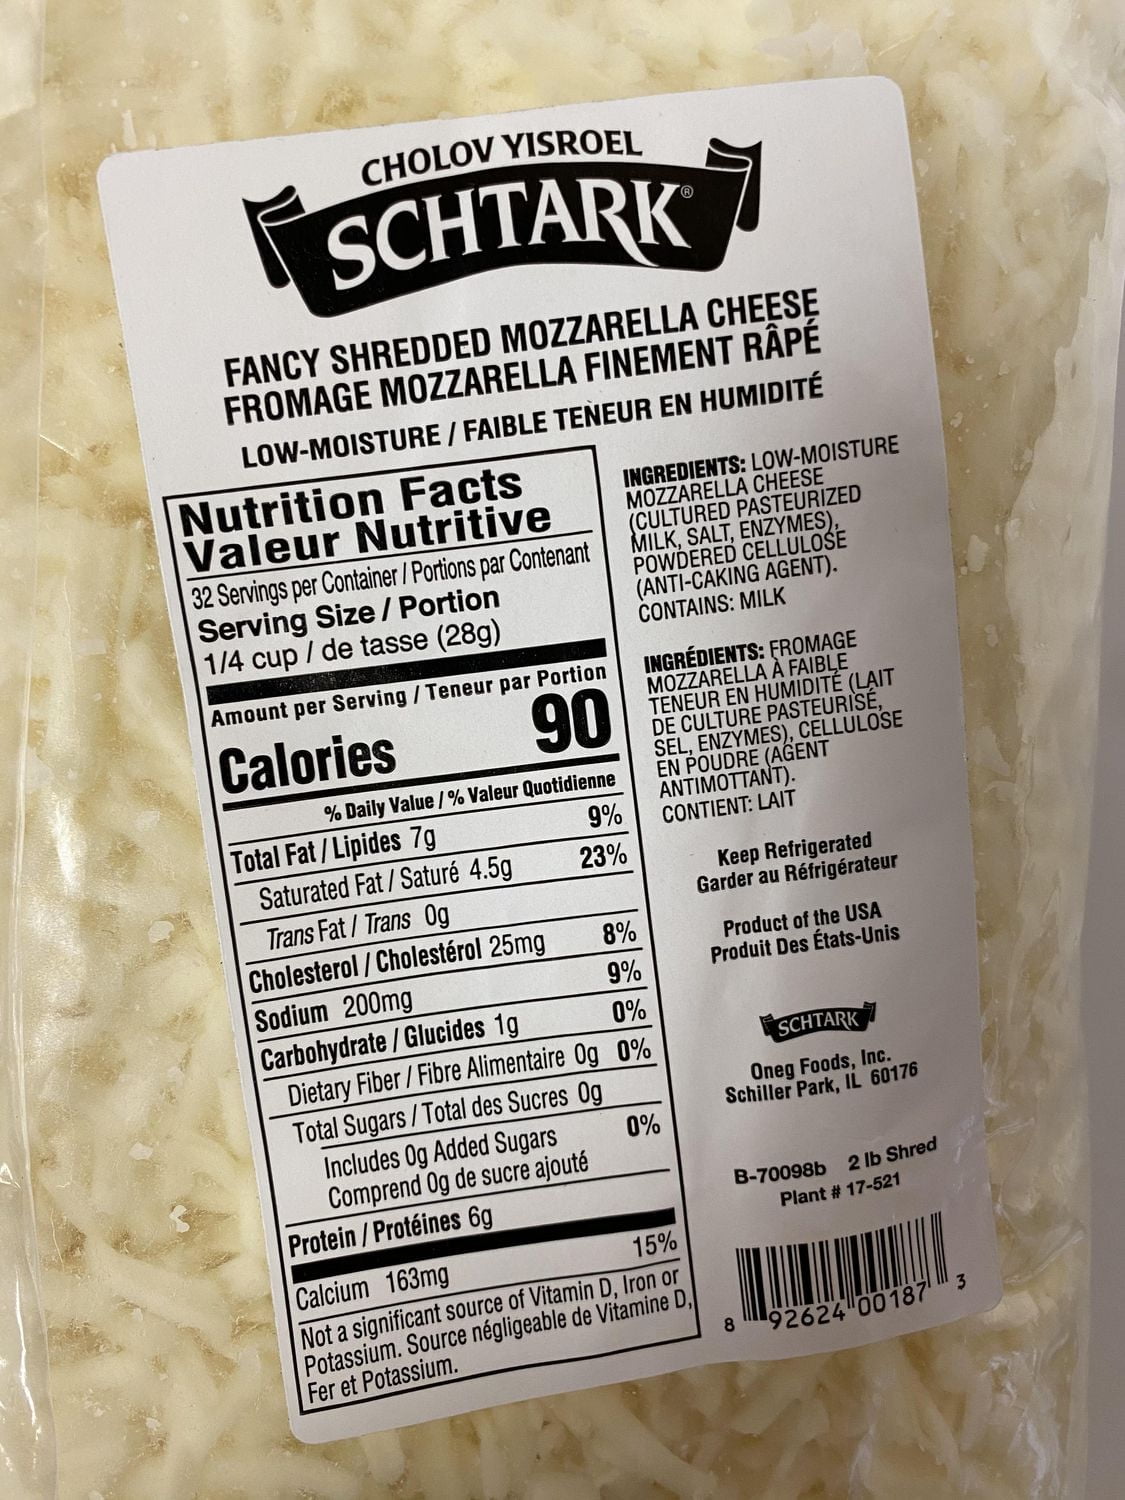 CHOLOV YISROEL
SCHTARK®
FANCY SHREDDED MOZZARELLA CHEESE
FROMAGE MOZZARELLA FINEMENT RÂPÉ
LOW-MOISTURE / FAIBLE TENEUR EN HUMIDITÉ
Nutrition Facts
Valeur Nutritive
32 Servings per Container / Portions par Contenant
Serving Size / Portion
1/4 cup / de tasse (28g)
Amount per Serving / Teneur par Portion
Calories 90
% Daily Value / % Valeur Quotidienne
Total Fat / Lipides 7g 9%
Saturated Fat / Saturé 4.5g 23%
Trans Fat / Trans 0g
Cholesterol / Cholestérol 25mg 8%
Sodium 200mg 9%
Carbohydrate / Glucides 1g 0%
Dietary Fiber / Fibre Alimentaire 0g 0%
Total Sugars / Total des Sucres 0g
Includes 0g Added Sugars 0%
Comprend 0g de sucre ajouté
Protein / Protéines 6g
Calcium 163mg 15%
Not a significant source of Vitamin D, Iron or
Potassium. Source négligeable de Vitamine D,
Fer et Potassium.
INGREDIENTS: LOW-MOISTURE
MOZZARELLA CHEESE
(CULTURED PASTEURIZED
MILK, SALT, ENZYMES),
POWDERED CELLULOSE
(ANTI-CAKING AGENT).
CONTAINS: MILK
INGRÉDIENTS: FROMAGE
MOZZARELLA À FAIBLE
TENEUR EN HUMIDITÉ (LAIT
DE CULTURE PASTEURISÉ,
SEL, ENZYMES), CELLULOSE
EN POUDRE (AGENT
ANTIMOTTANT).
CONTIENT: LAIT
Keep Refrigerated
Garder au Réfrigérateur
Product of the USA
Produit Des États-Unis
SCHTARK
Oneg Foods, Inc.
Schiller Park, IL 60176
B-70098b 2 lb Shred
Plant # 17-521
8 92624 00187 3